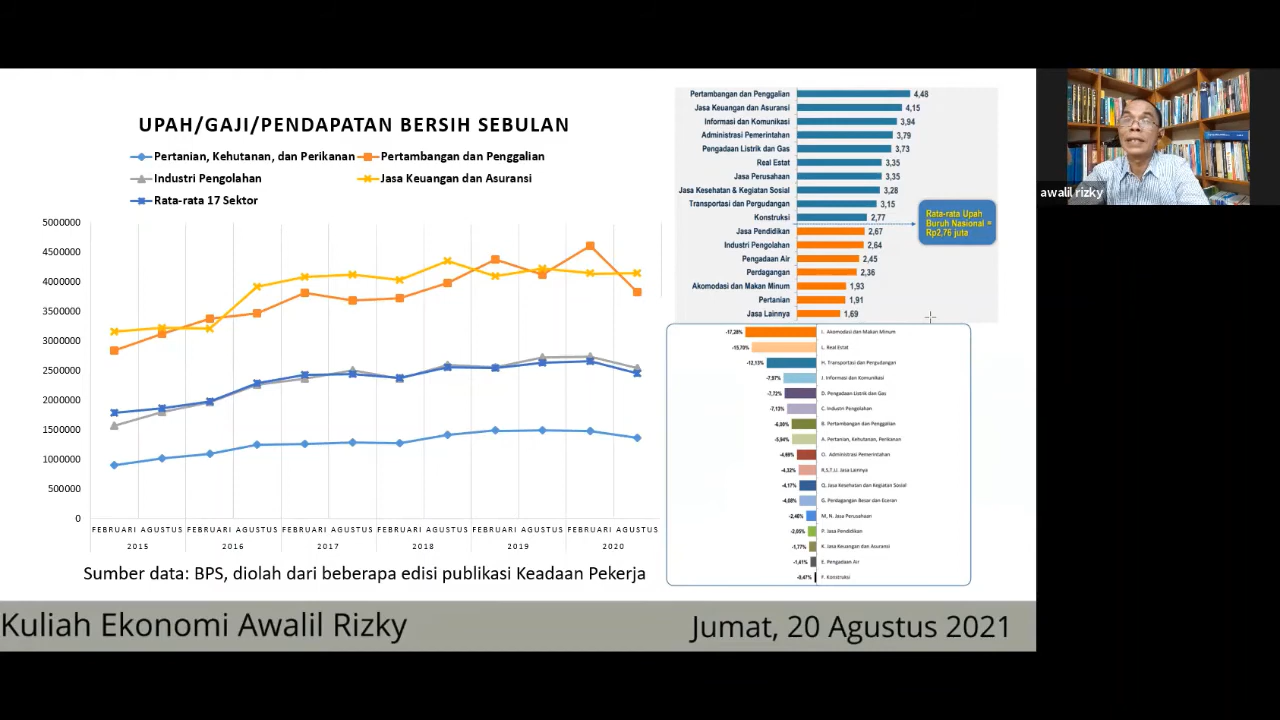 UPAH/GAJI/PENDAPATAN BERSIH SEBULAN
Pertanian, Kehutanan, dan Perikanan
Pertambangan dan Penggalian
Industri Pengolahan
Jasa Keuangan dan Asuransi
Rata-rata 17 Sektor
5000000
4500000
4000000
3500000
3000000
2500000
2000000
1500000
1000000
500000
0
FEBRUARI AGUSTUS FEBRUARI AGUSTUS FEBRUARI AGUSTUS FEBRUARI AGUSTUS FEBRUARI AGUSTUS FEBRUARI AGUSTUS
2015 2016 2017 2018 2019 2020
Sumber data: BPS, diolah dari beberapa edisi publikasi Keadaan Pekerja
Pertambangan dan Penggalian 4,48
Jasa Keuangan dan Asuransi 4,15
Informasi dan Komunikasi 3,94
Administrasi Pemerintahan 3,79
Pengadaan Listrik dan Gas 3,73
Real Estat 3,35
Jasa Perusahaan 3,35
Jasa Kesehatan & Kegiatan Sosial 3,28
Transportasi dan Pergudangan 3,15
Konstruksi 2,77
Jasa Pendidikan 2,67
Industri Pengolahan 2,64
Pengadaan Air 2,45
Perdagangan 2,36
Akomodasi dan Makan Minum 1,93
Pertanian 1,91
Jasa Lainnya 1,69
Rata-rata Upah
Buruh Nasional =
Rp2,76 juta
-17,28% I. Akomodasi dan Makan Minum
-15,70% L. Real Estat
-12,13% H. Transportasi dan Pergudangan
-7,97% J. Informasi dan Komunikasi
-7,72% D. Pengadaan Listrik dan Gas
-7,13% C. Industri Pengolahan
B. Pertambangan dan Penggalian
-5,94% A. Pertanian, Kehutanan, Perikanan
O. Administrasi Pemerintahan
-4,32% R,S,T,U. Jasa Lainnya
-4,17% Q. Jasa Kesehatan dan Kegiatan Sosial
-4,08% G. Perdagangan Besar dan Eceran
M, N. Jasa Perusahaan
P. Jasa Pendidikan
-1,77% K. Jasa Keuangan dan Asuransi
E. Pengadaan Air
-0,47% F. Konstruksi
awalil rizky
Kuliah Ekonomi Awalil Rizky
Jumat, 20 Agustus 2021